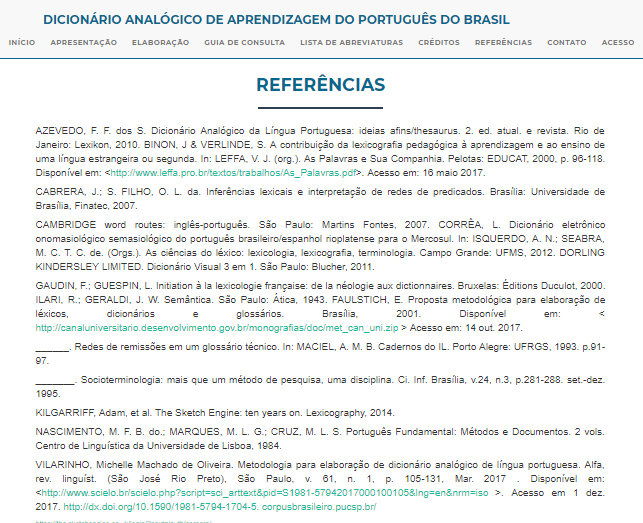 DICIONÁRIO ANALÓGICO DE APRENDIZAGEM DO PORTUGUÊS DO BRASIL
INÍCIO APRESENTAÇÃO ELABORAÇÃO GUIA DE CONSULTA LISTA DE ABREVIATURAS CRÉDITOS REFERÊNCIAS CONTATO ACESSO
REFERÊNCIAS
AZEVEDO, F. F. dos S. Dicionário Analógico da Língua Portuguesa: ideias afins/thesaurus. 2. ed. atual. e revista. Rio de
Janeiro: Lexikon, 2010. BINON, J & VERLINDE, S. A contribuição da lexicografia pedagógica à aprendizagem e ao ensino de
uma língua estrangeira ou segunda. In: LEFFA, V. J. (org.). As Palavras e Sua Companhia. Pelotas: EDUCAT, 2000, p. 96-118.
Disponível em: <http://www.leffa.pro.br/textos/trabalhos/As_Palavras.pdf>. Acesso em: 16 maio 2017.
CABRERA, J.; S. FILHO, O. L. da. Inferências lexicais e interpretação de redes de predicados. Brasília: Universidade de
Brasília, Finatec, 2007.
CAMBRIDGE word routes: inglês-português. São Paulo: Martins Fontes, 2007. CORRÊA, L. Dicionário eletrônico
onomasiológico semasiológico do português brasileiro/espanhol rioplatense para o Mercosul. In: ISQUERDO, A. N.; SEABRA,
M. C. T. C. de. (Orgs.). As ciências do léxico: lexicologia, lexicografia, terminologia. Campo Grande: UFMS, 2012. DORLING
KINDERSLEY LIMITED. Dicionário Visual 3 em 1. São Paulo: Blucher, 2011.
GAUDIN, F.; GUESPIN, L. Initiation à la lexicologie française: de la néologie aux dictionnaires. Bruxelas: Éditions Duculot, 2000.
ILARI, R.; GERALDI, J. W. Semântica. São Paulo: Ática, 1943. FAULSTICH, E. Proposta metodológica para elaboração de
léxicos, dicionários e glossários. Brasília, 2001. Disponível em: <
http://canaluniversitario.desenvolvimento.gov.br/monografias/doc/met_can_uni.zip > Acesso em: 14 out. 2017.
_______. Redes de remissões em um glossário técnico. In: MACIEL, A. M. B. Cadernos do IL. Porto Alegre: UFRGS, 1993. p.91-
97.
________. Socioterminologia: mais que um método de pesquisa, uma disciplina. Ci. Inf. Brasília, v.24, n.3, p.281-288. set.-dez.
1995.
KILGARRIFF, Adam, et al. The Sketch Engine: ten years on. Lexicography, 2014.
NASCIMENTO, M. F. B. do.; MARQUES, M. L. G.; CRUZ, M. L. S. Português Fundamental: Métodos e Documentos. 2 vols.
Centro de Linguística da Universidade de Lisboa, 1984.
VILARINHO, Michelle Machado de Oliveira. Metodologia para elaboração de dicionário analógico de língua portuguesa. Alfa,
rev. linguíst. (São José Rio Preto), São Paulo, v. 61, n. 1, p. 105-131, Mar. 2017 . Disponível em:
<http://www.scielo.br/scielo.php?script=sci_arttext&pid=S1981-57942017000100105&lng=en&nrm=iso >. Acesso em 1 dez.
2017. http://dx.doi.org/10.1590/1981-5794-1704-5. corpusbrasileiro.pucsp.br/